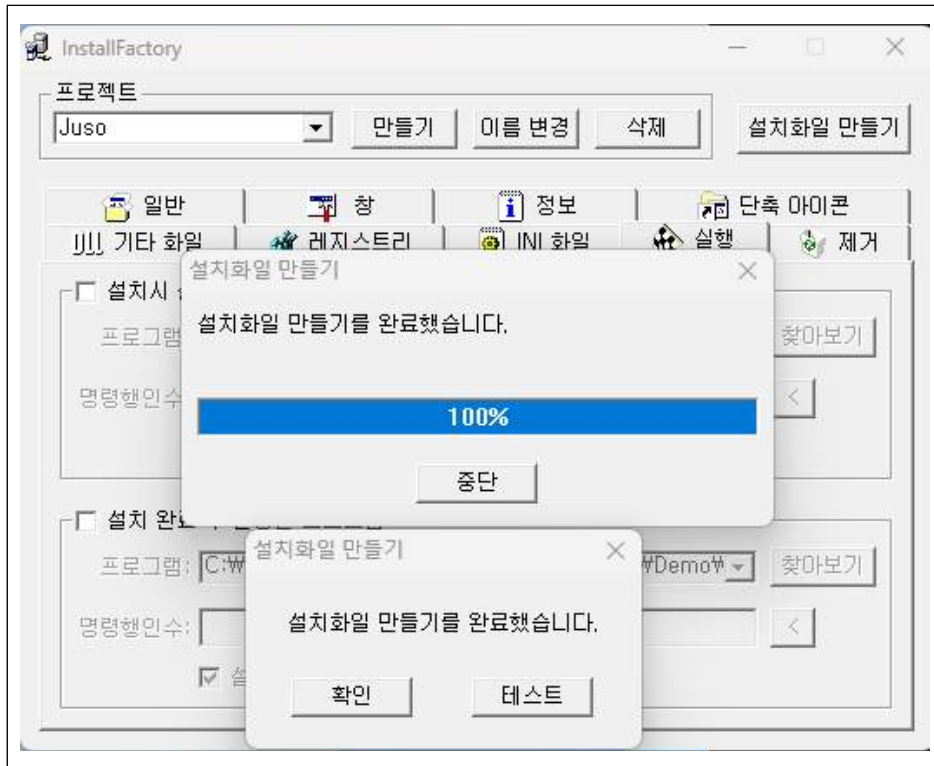 InstallFactory
프로젝트
Juso 만들기 이름 변경 삭제 설치화일 만들기
일반 창 정보 단축 아이콘
기타 화일 레지스트리 INI 화일 실행 제거
설치화일 만들기
설치시
프로그램 설치화일 만들기를 완료했습니다. 찾아보기
명령행인수 <
100%
중단
설치 완료
설치화일 만들기
프로그램: C:₩ ₩Demo₩ 찾아보기
명령행인수: 설치화일 만들기를 완료했습니다. <
확인 테스트